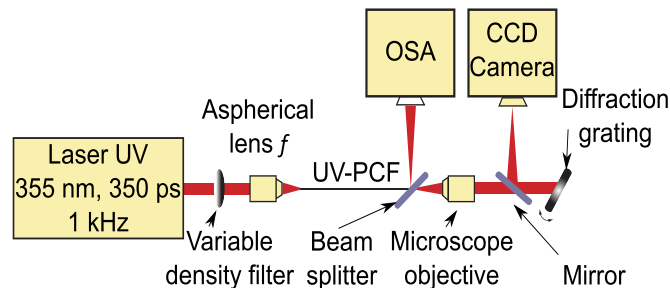 OSA
CCD
Camera
Diffraction
grating
Aspherical
lens f
UV-PCF
Laser UV
355 nm, 350 ps
1 kHz
Variable
density filter
Beam
splitter
Microscope
objective
Mirror